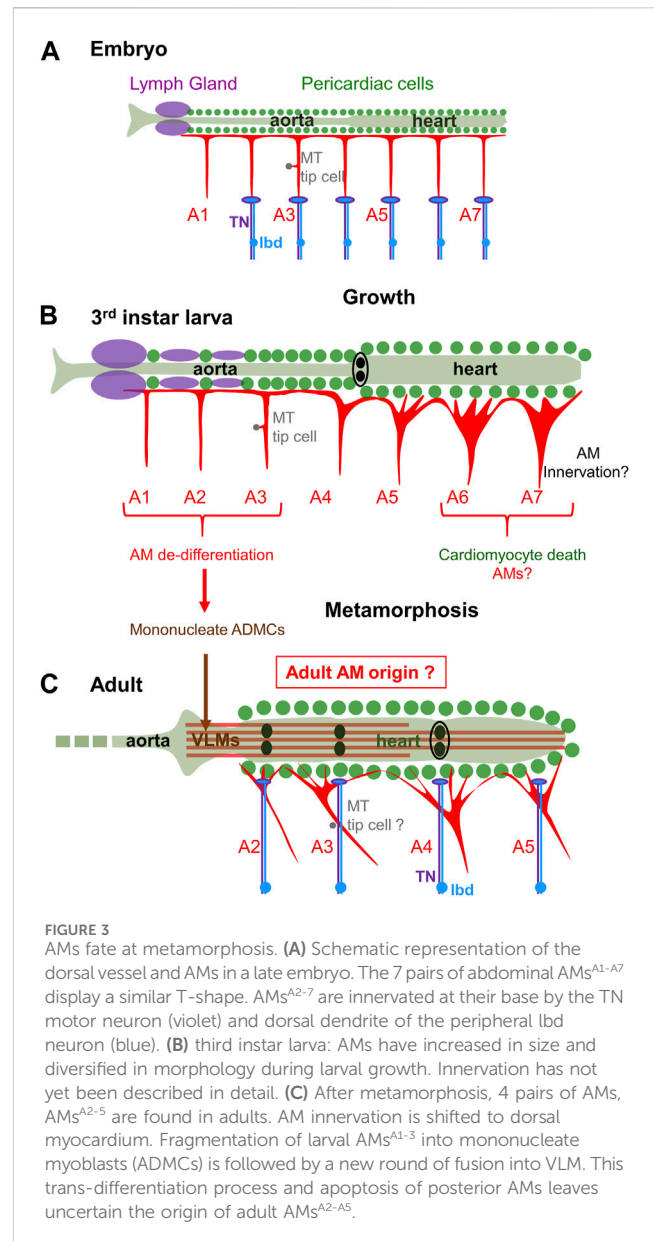 A Embryo
Lymph Gland Pericardiac cells
aorta heart
MT
tip cell
A1 A3 A5 A7
TN
lbd
Growth
B 3rd instar larva
aorta heart
MT
tip cell
AM
Innervation?
A1 A2 A3 A4 A5 A6 A7
AM de-differentiation
Cardiomyocyte death
AMs?
Metamorphosis
Mononucleate ADMCs
Adult AM origin ?
C Adult
aorta VLMs heart
MT
tip cell ?
A2 A3 A4 A5
TN lbd
FIGURE 3
AMs fate at metamorphosis. (A) Schematic representation of the
dorsal vessel and AMs in a late embryo. The 7 pairs of abdominal AMsA1-A7
display a similar T-shape. AMsA2-7 are innervated at their base by the TN
motor neuron (violet) and dorsal dendrite of the peripheral lbd
neuron (blue). (B) third instar larva: AMs have increased in size and
diversified in morphology during larval growth. Innervation has not
yet been described in detail. (C) After metamorphosis, 4 pairs of AMs,
AMsA2-5 are found in adults. AM innervation is shifted to dorsal
myocardium. Fragmentation of larval AMsA1-3 into mononucleate
myoblasts (ADMCs) is followed by a new round of fusion into VLM. This
trans-differentiation process and apoptosis of posterior AMs leaves
uncertain the origin of adult AMsA2-A5.